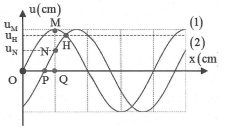 u(cm)
u_M M (1)
u_H H (2)
u_N N x (cm
O P Q